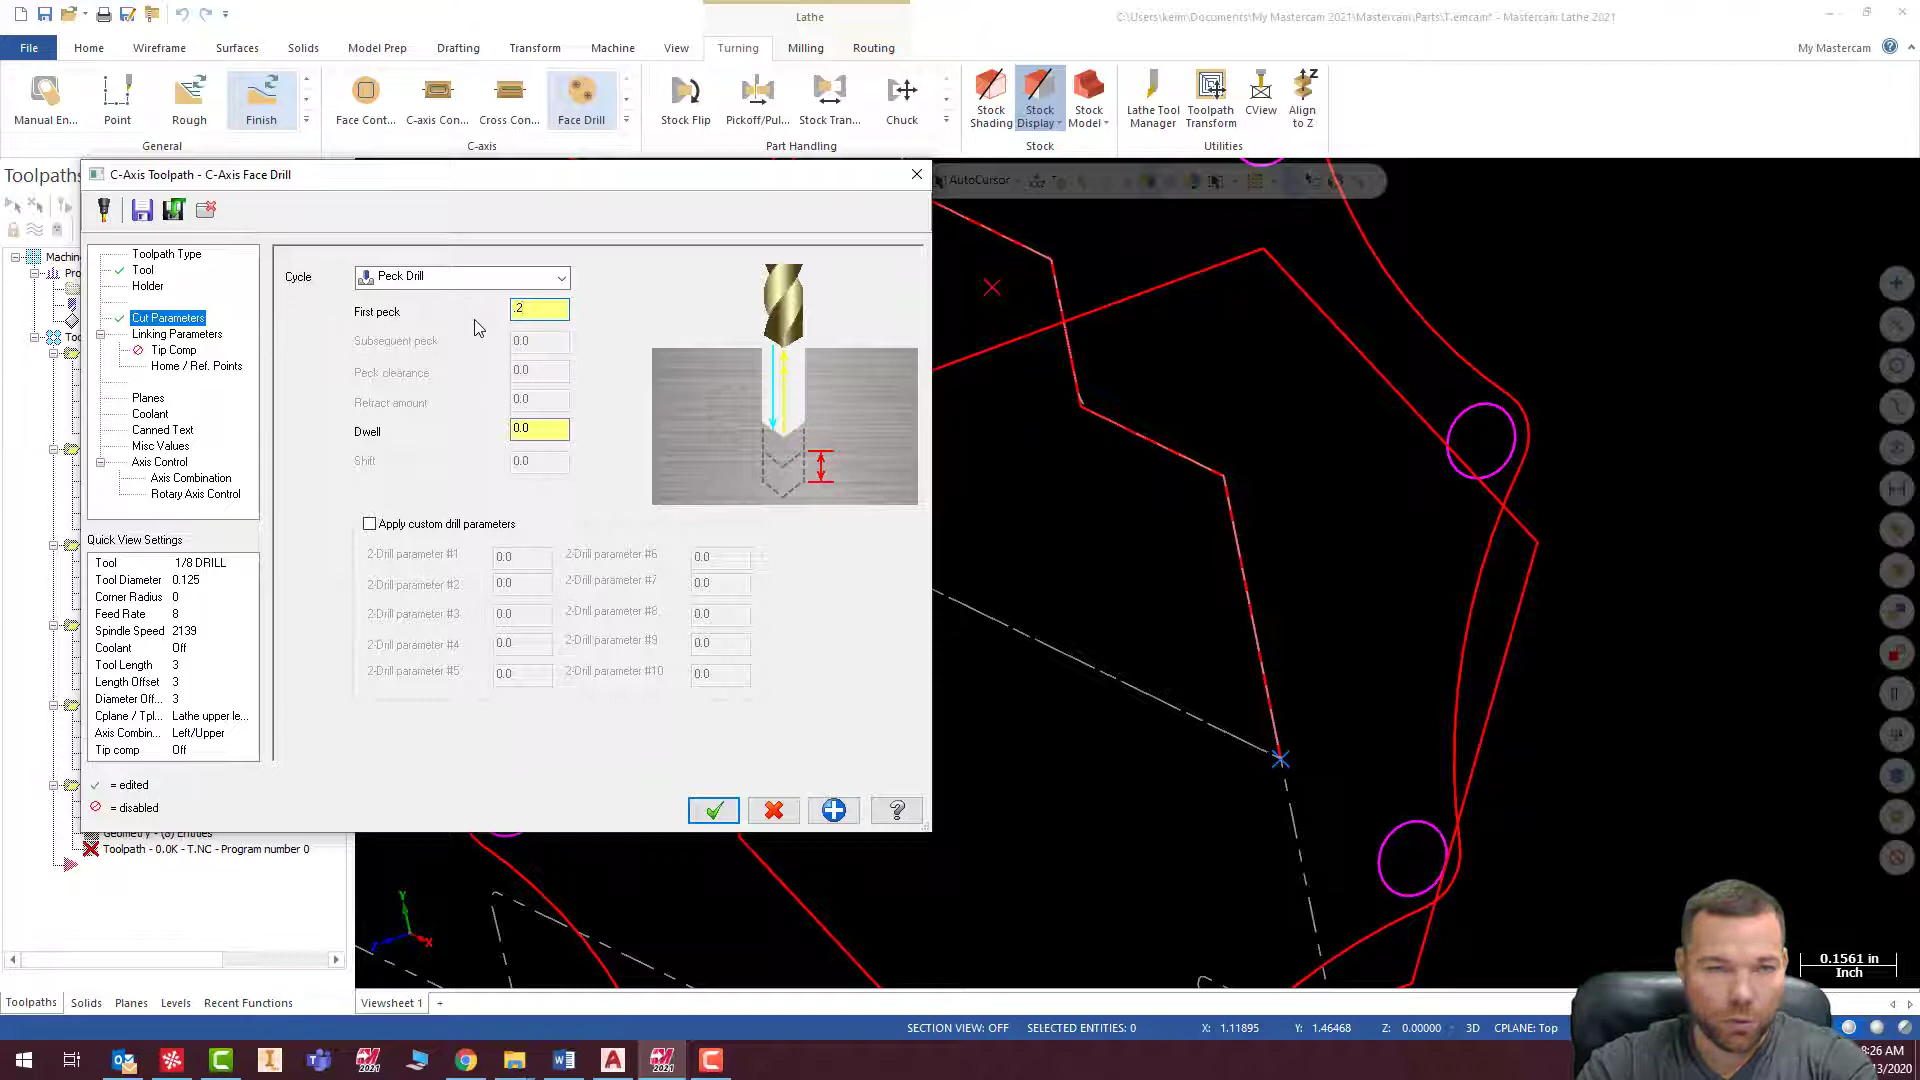 Lathe
C:\Users\kelm\Documents\My Mastercam 2021\Mastercam\Parts\T.emcam* - Mastercam Lathe 2021
File
Home
Wireframe
Surfaces
Solids
Model Prep
Drafting
Transform
Machine
View
Turning
Milling
Routing
My Mastercam
Manual En...
Point
Rough
Finish
Face Cont...
C-axis Con...
Cross Con...
Face Drill
Stock Flip
Pickoff/Pul...
Stock Tran...
Chuck
Stock Shading
Stock Display
Stock Model
Lathe Tool Manager
Toolpath Transform
CView
Align to Z
General
C-axis
Part Handling
Stock
Utilities
Toolpaths
C-Axis Toolpath - C-Axis Face Drill
AutoCursor
Machin
Toolpath Type
Tool
Holder
Cut Parameters
Linking Parameters
Tip Comp
Home / Ref. Points
Planes
Coolant
Canned Text
Misc Values
Axis Control
Axis Combination
Rotary Axis Control
Cycle
Peck Drill
First peck
.2
Subsequent peck
0.0
Peck clearance
0.0
Retract amount
0.0
Dwell
0.0
Shift
0.0
Apply custom drill parameters
2-Drill parameter #1
0.0
2-Drill parameter #6
0.0
2-Drill parameter #2
0.0
2-Drill parameter #7
0.0
2-Drill parameter #3
0.0
2-Drill parameter #8
0.0
2-Drill parameter #4
0.0
2-Drill parameter #9
0.0
2-Drill parameter #5
0.0
2-Drill parameter #10
0.0
Quick View Settings
Tool 1/8 DRILL
Tool Diameter 0.125
Corner Radius 0
Feed Rate 8
Spindle Speed 2139
Coolant Off
Tool Length 3
Length Offset 3
Diameter Off... 3
Cplane / Tpl... Lathe upper le...
Axis Combin... Left/Upper
Tip comp Off
= edited
= disabled
Geometry - (8) Entities
Toolpath - 0.0K - T.NC - Program number 0
Y
X
Z
0.1561 in
Inch
Toolpaths
Solids
Planes
Levels
Recent Functions
Viewsheet 1
+
SECTION VIEW: OFF
SELECTED ENTITIES: 0
X: 1.11895
Y: 1.46468
Z: 0.00000
3D
CPLANE: Top
2021
2021
8:26 AM
13/2020